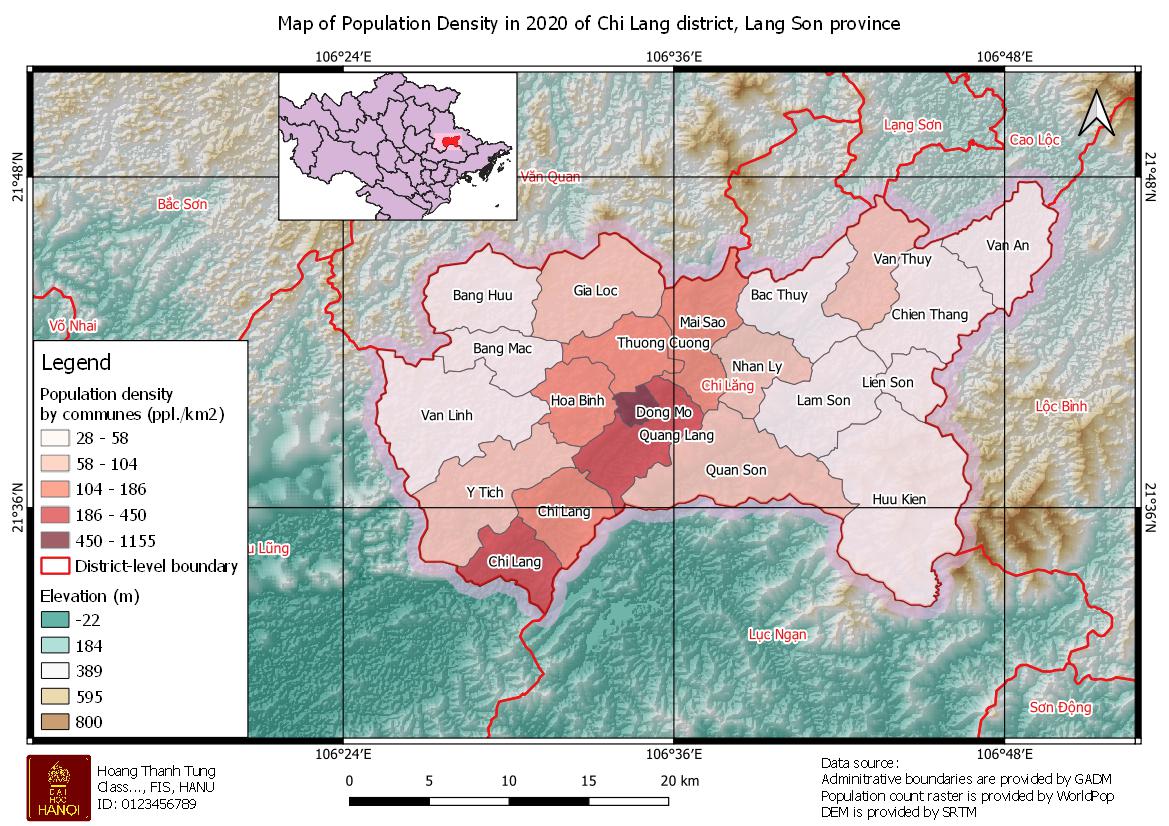 Map of Population Density in 2020 of Chi Lang district, Lang Son province
106°24'E
106°36'E
106°48'E
21°48'N
21°48'N
21°36'N
21°36'N
Lạng Sơn
Cao Lộc
Văn Quan
Bắc Sơn
Van An
Van Thuy
Bang Huu
Gia Loc
Bac Thuy
Chien Thang
Võ Nhai
Mai Sao
Thuong Cuong
Bang Mac
Nhan Ly
Chi Lăng
Lien Son
Hoa Binh
Lam Son
Lộc Bình
Van Linh
Dong Mo
Quang Lang
Quan Son
Y Tich
Huu Kien
Chi Lang
u Lũng
Chi Lang
Lục Ngạn
Sơn Động
Legend
Population density
by communes (ppl./km2)
28 - 58
58 - 104
104 - 186
186 - 450
450 - 1155
District-level boundary
Elevation (m)
-22
184
389
595
800
106°24'E
106°36'E
106°48'E
ĐẠI
HỌC
HANOI
Hoang Thanh Tung
Class..., FIS, HANU
ID: 0123456789
0 5 10 15 20 km
Data source:
Adminitrative boundaries are provided by GADM
Population count raster is provided by WorldPop
DEM is provided by SRTM